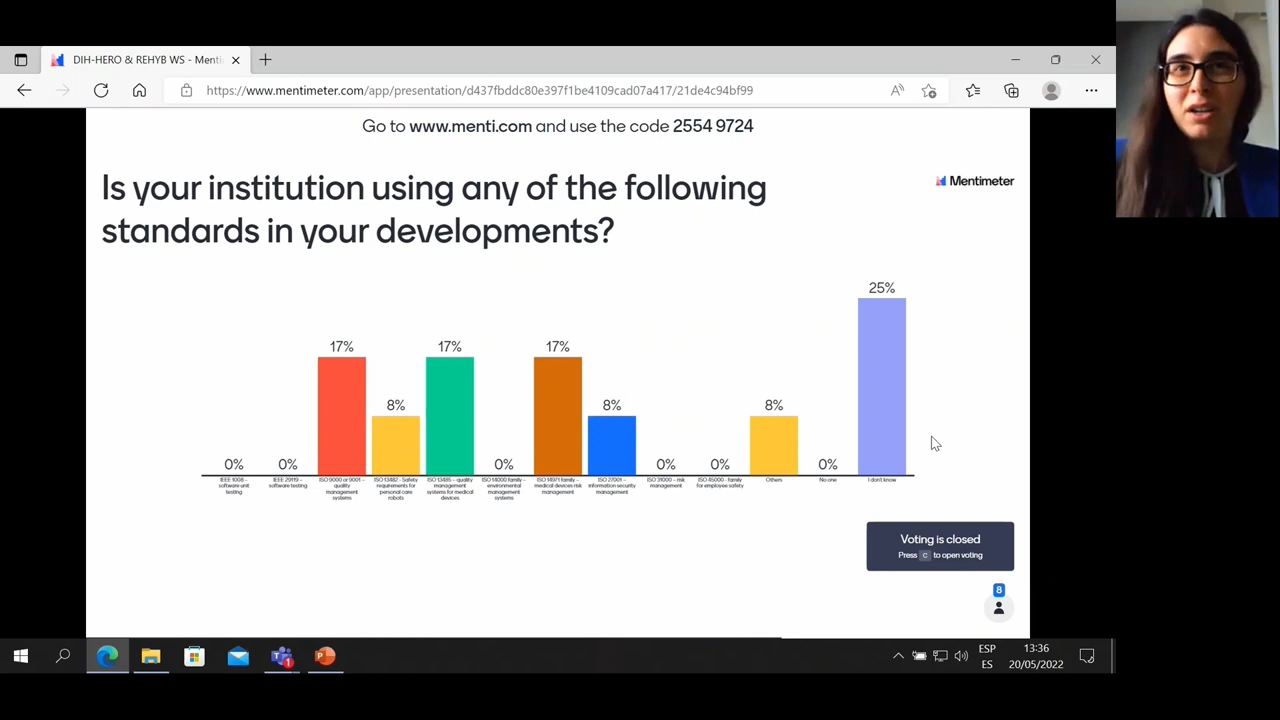 DIH-HERO & REHYB WS - Menti
https://www.mentimeter.com/app/presentation/d437fbddc80e397f1be4109cad07a417/21de4c94bf99
Go to www.menti.com and use the code 2554 9724
Is your institution using any of the following
standards in your developments?
Mentimeter
25%
17%
17%
17%
8%
8%
8%
0%
0%
0%
0%
0%
0%
IEEE 1008 –
software unit
testing
IEEE 29119 –
software testing
ISO 9000 or 9001 –
quality
management
systems
ISO 13482 - Safety
requirements for
personal care
robots
ISO 13485 – quality
management
systems for medical
devices
ISO 14000 family –
environmental
management
systems
ISO 14971 family –
medical devices risk
management
ISO 27001 –
information security
management
ISO 31000 – risk
management
ISO 45000 - family
for employee safety
Others
No one
I don't know
Voting is closed
Press C to open voting
8
1
ESP
ES
13:36
20/05/2022